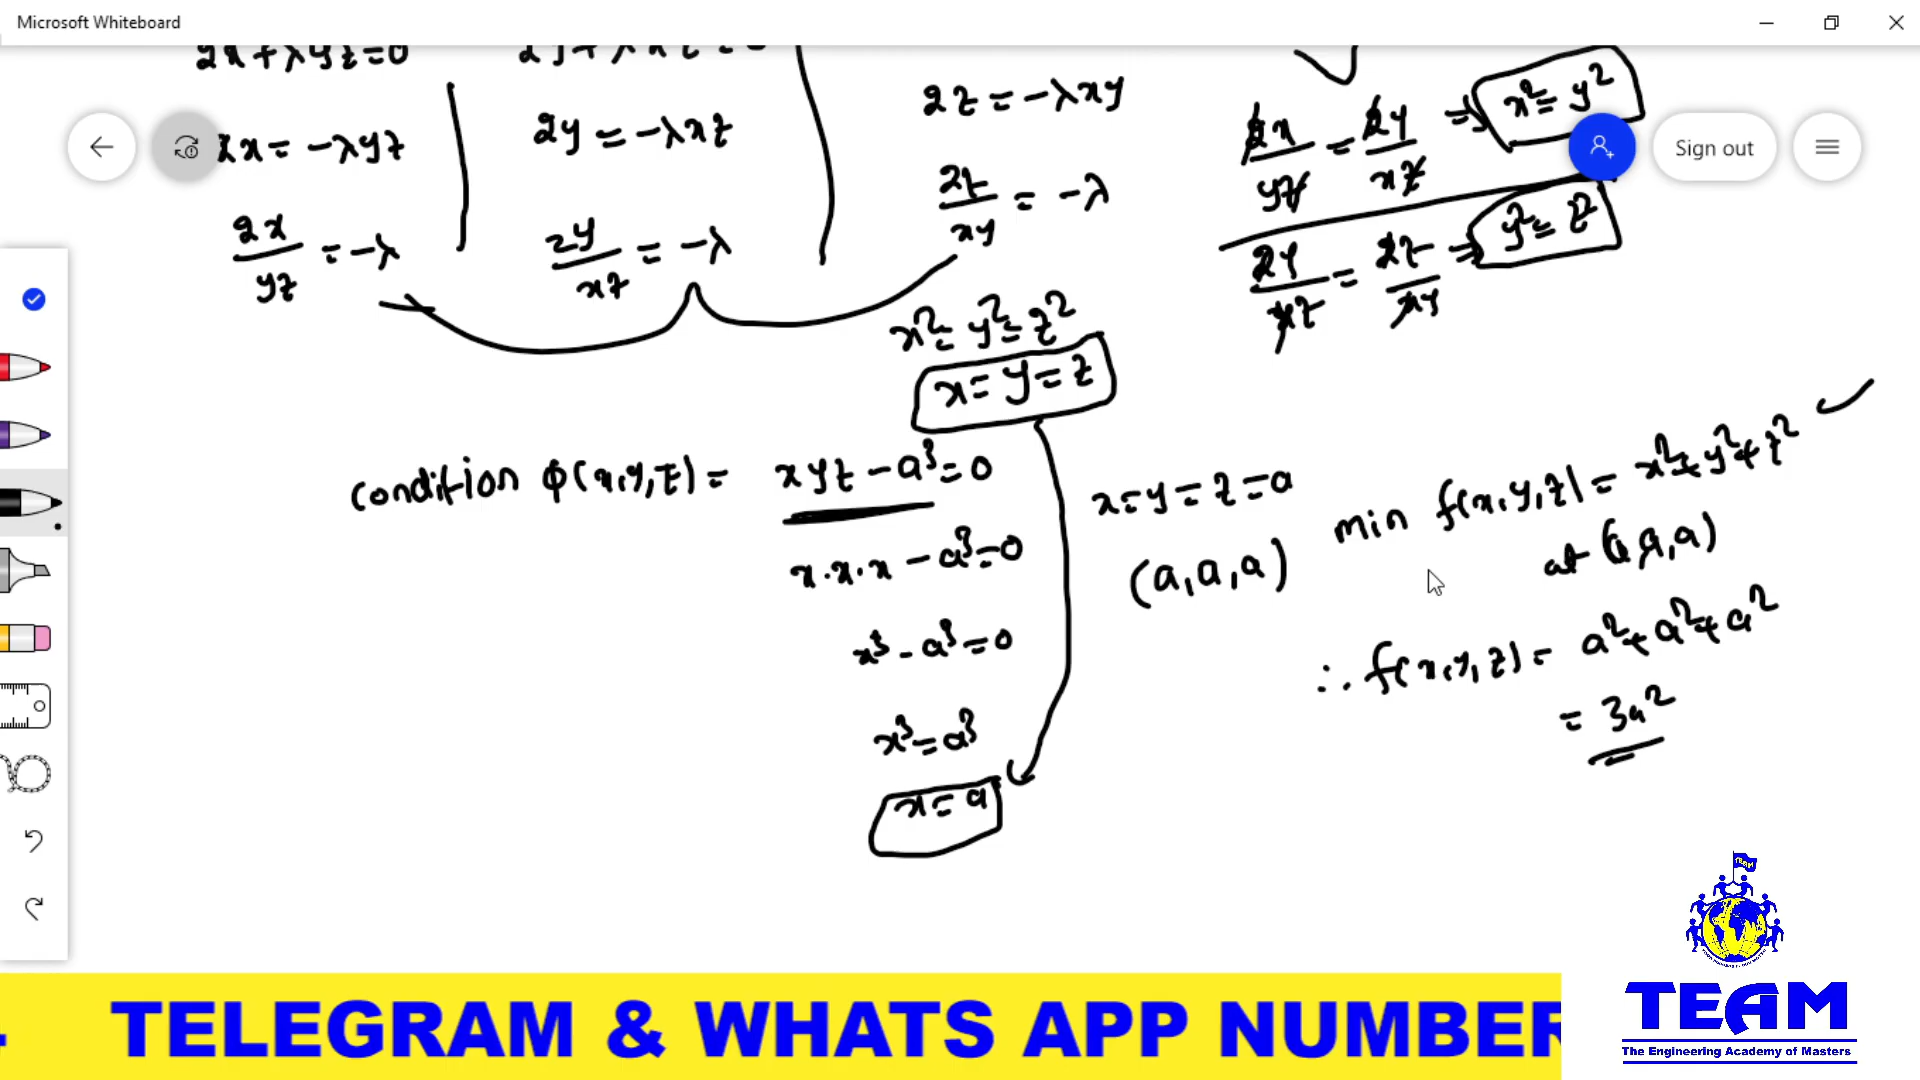 Microsoft Whiteboard
2x + λyz = 0
2x = -λyz
2x/yz = -λ
2y = -λxz
2y/xz = -λ
2z = -λxy
2z/xy = -λ
2x/yz = 2y/xz ⇒ x² = y²
2y/xz = 2z/xy ⇒ y² = z²
Sign out
x² = y² = z²
x = y = z
condition φ(x,y,z) = xyz - a³ = 0
x.x.x - a³ = 0
x³ - a³ = 0
x³ = a³
x = a
x = y = z = a
(a, a, a)
min f(x,y,z) = x² + y² + z²
at (a,a,a)
∴ f(x,y,z) = a² + a² + a²
= 3a²
TELEGRAM & WHATS APP NUMBER
TEAM
The Engineering Academy of Masters